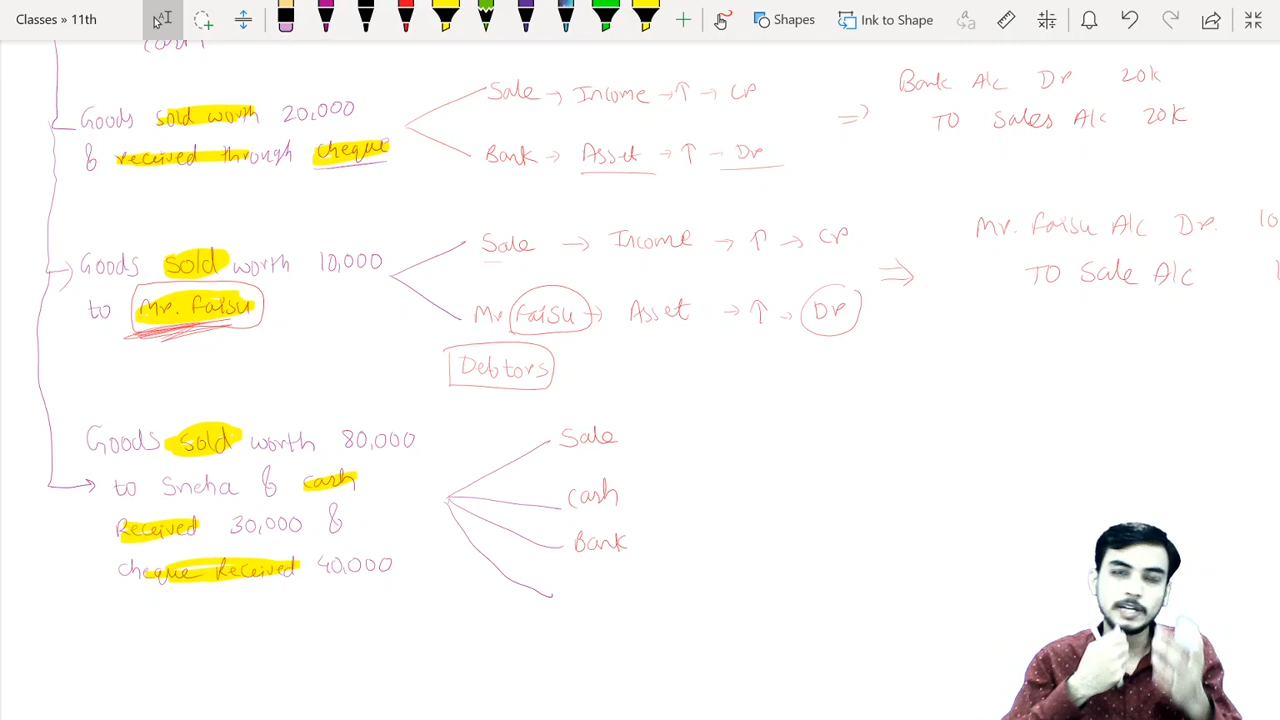 Classes » 11th
Shapes
Ink to Shape
Goods sold worth 20,000
& received through cheque
Sale → Income → ↑ → Cr
Bank → Asset → ↑ - Dr
⇒ Bank A/c Dr 20k
TO Sales A/c 20k
Goods sold worth 10,000
to Mr. Faisu
Sale → Income → ↑ → Cr
Mr Faisu → Asset → ↑ → Dr
Debtors
⇒ Mr. Faisu A/c Dr. 10
TO Sale A/c 1
Goods sold worth 80,000
to Sneha & cash
Received 30,000 &
cheque Received 40,000
Sale
Cash
Bank